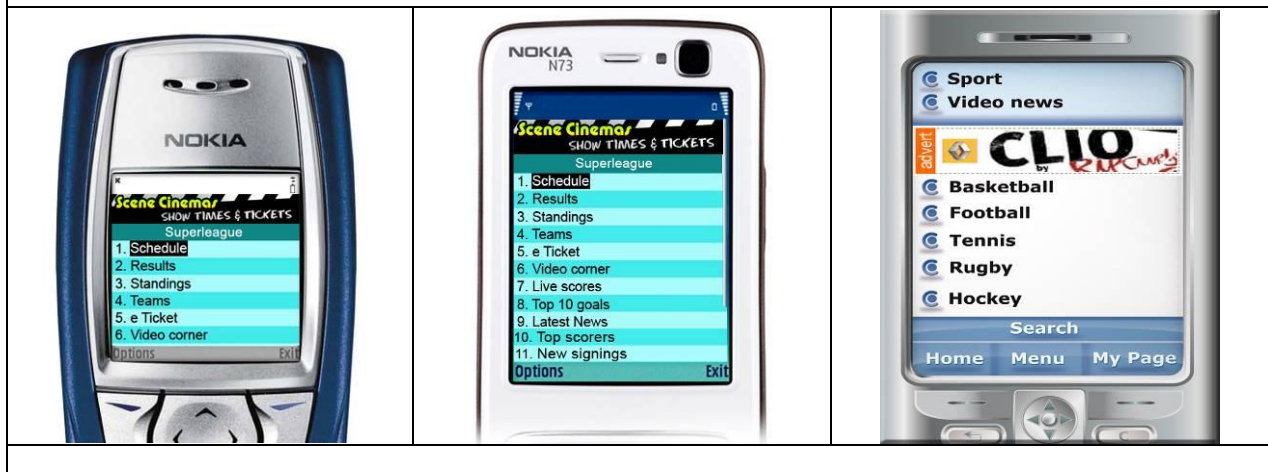 NOKIA
Scene Cinemas
SHOW TIMES & TICKETS
Superleague
1. Schedule
2. Results
3. Standings
4. Teams
5. e Ticket
6. Video corner
Options Exit
NOKIA
N73
Scene Cinemas
SHOW TIMES & TICKETS
Superleague
1. Schedule
2. Results
3. Standings
4. Teams
5. e Ticket
6. Video corner
7. Live scores
8. Top 10 goals
9. Latest News
10. Top scorers
11. New signings
Options Exit
Sport
Video news
advert
CLIO
by RIP CURL
Basketball
Football
Tennis
Rugby
Hockey
Search
Home Menu My Page